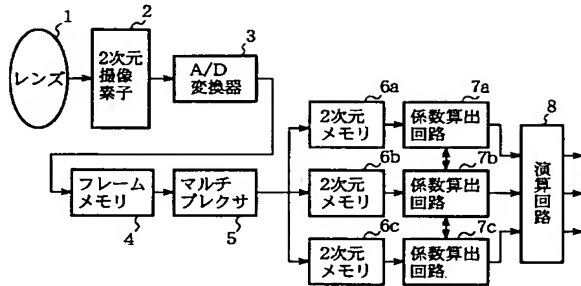 1
レンズ
2
2次元
撮像
素子
3
A/D
変換器
フレーム
メモリ
4
マルチ
プレクサ
5
6a
2次元
メモリ
7a
係数算出
回路
6b
2次元
メモリ
7b
係数算出
回路
6c
2次元
メモリ
7c
係数算出
回路
8
演算回路